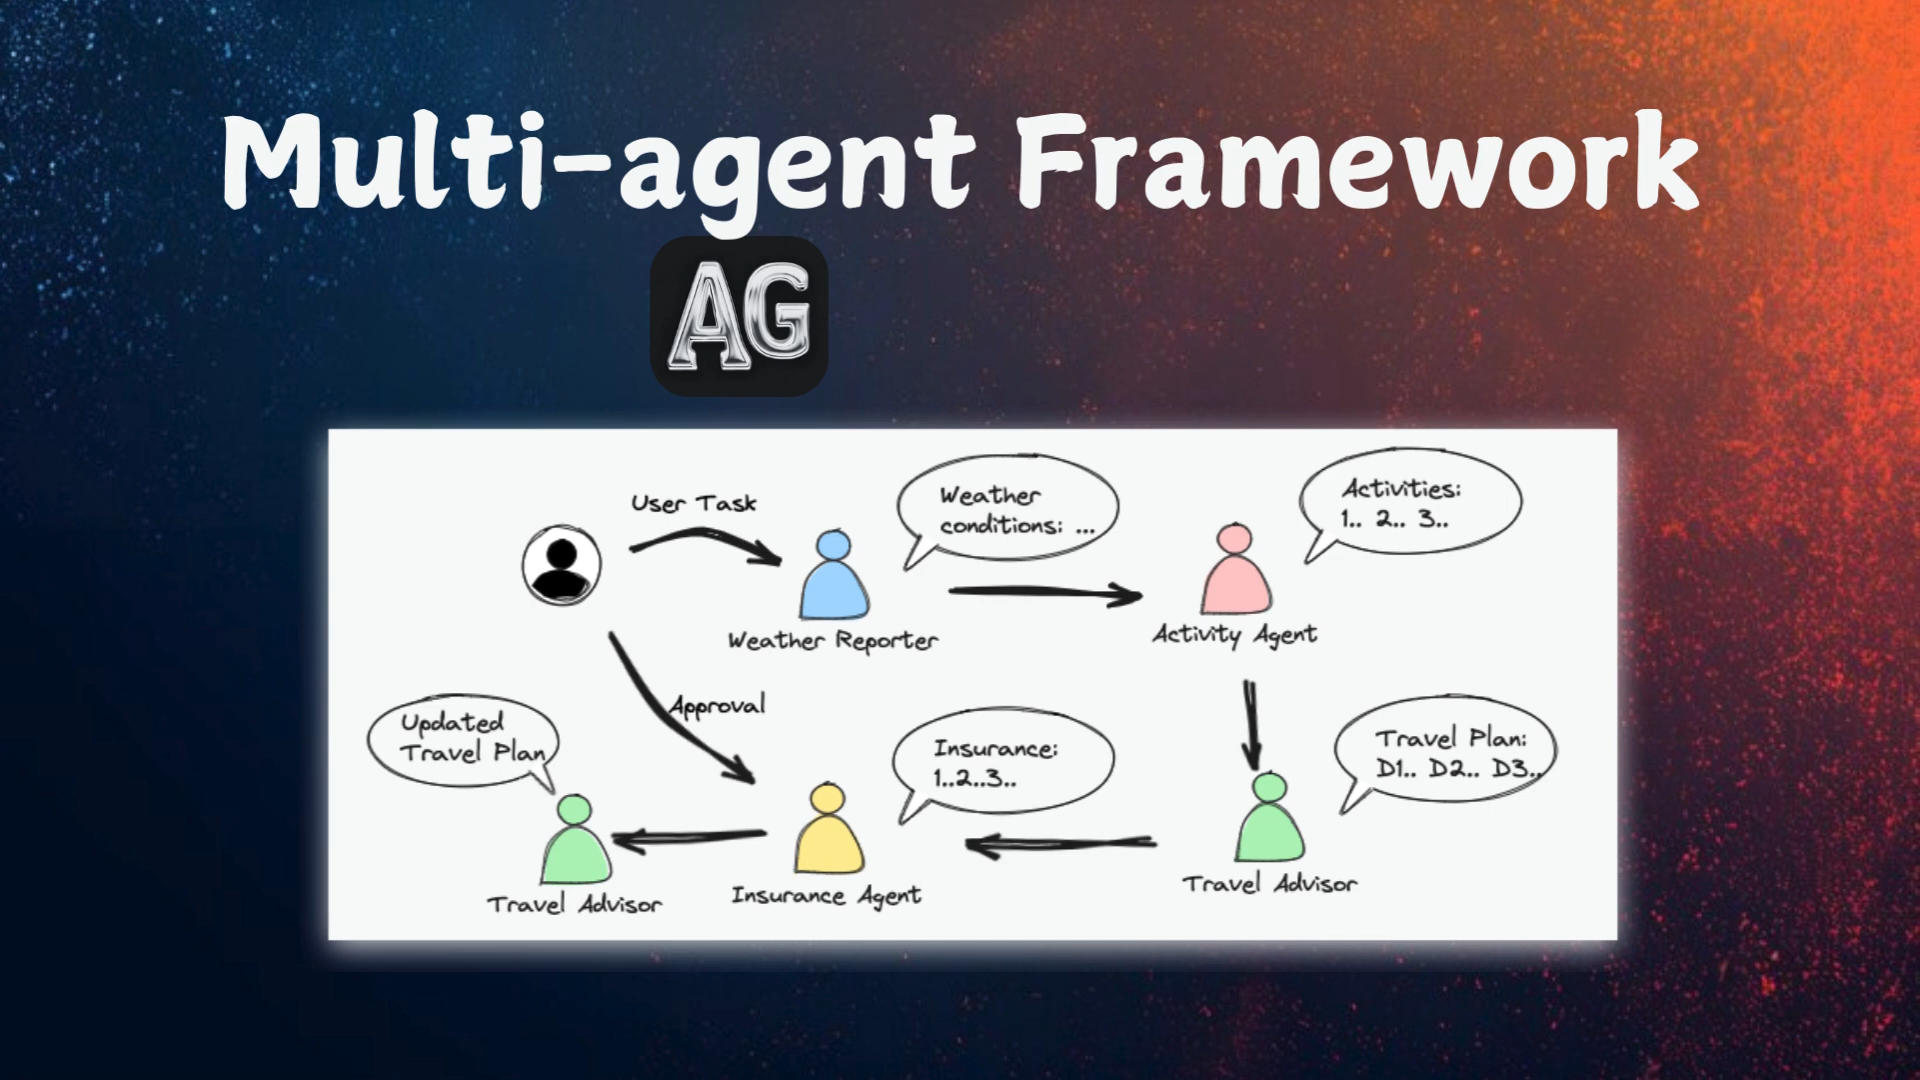 Multi-agent Framework
AG
User Task
Weather
conditions: ...
Activities:
1.. 2.. 3..
Weather Reporter
Activity Agent
Approval
Updated
Travel Plan
Insurance:
1..2..3..
Travel Plan:
D1.. D2.. D3..
Travel Advisor
Insurance Agent
Travel Advisor